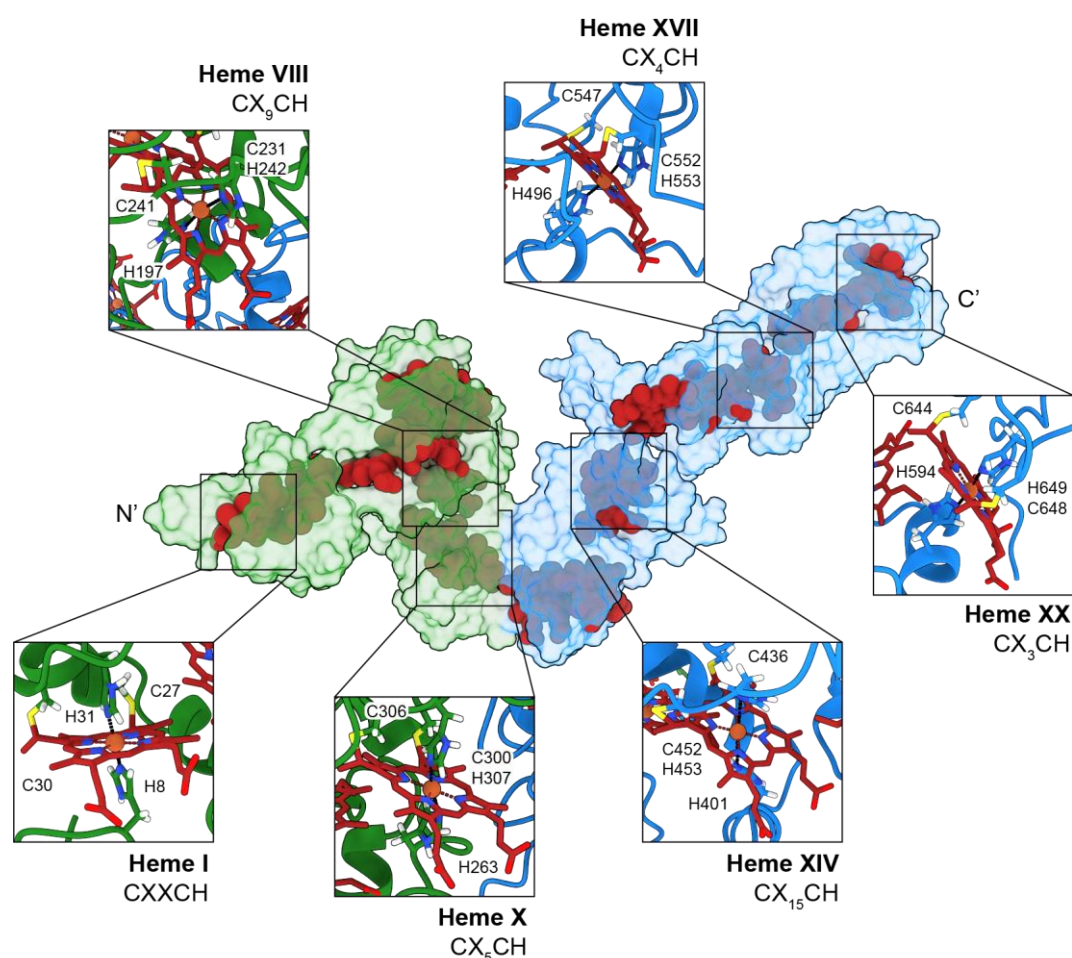 Heme XVII
CX₄CH
Heme VIII
CX₉CH
C547
C552
H553
H496
C231
H242
C241
H197
C'
N'
C644
H594
H649
C648
Heme XX
CX₃CH
C27
H31
C30
H8
Heme I
CXXCH
C306
C300
H307
H263
Heme X
CX₅CH
C436
C452
H453
H401
Heme XIV
CX₁₅CH